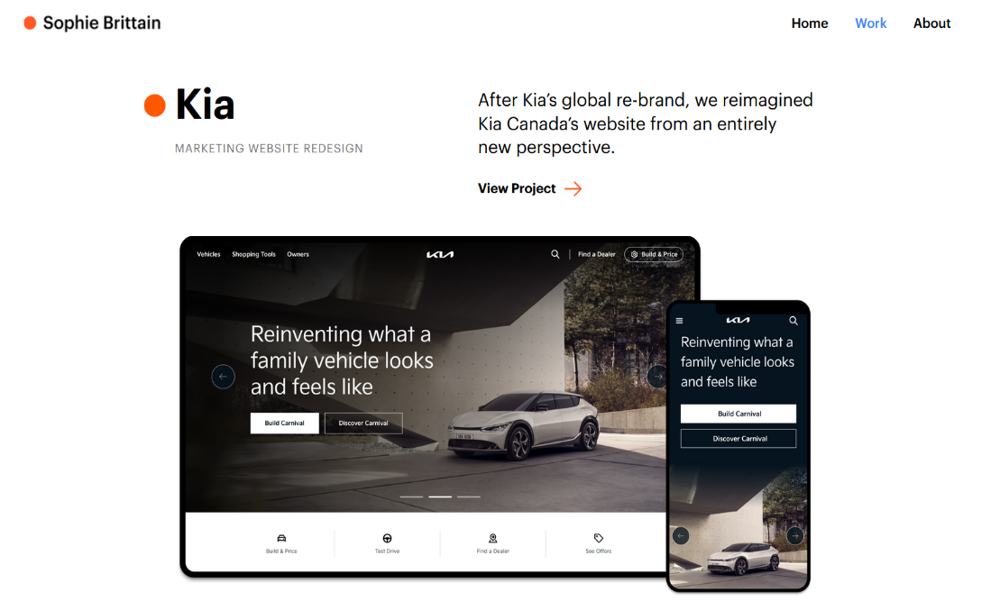 Sophie Brittain
Home Work About
Kia
MARKETING WEBSITE REDESIGN
After Kia’s global re-brand, we reimagined
Kia Canada’s website from an entirely
new perspective.
View Project
Vehicles Shopping Tools Owners
KIA
Find a Dealer Build & Price
Reinventing what a
family vehicle looks
and feels like
Build Carnival Discover Carnival
Build & Price Test Drive Find a Dealer See Offers
KIA
Reinventing what a
family vehicle looks
and feels like
Build Carnival
Discover Carnival